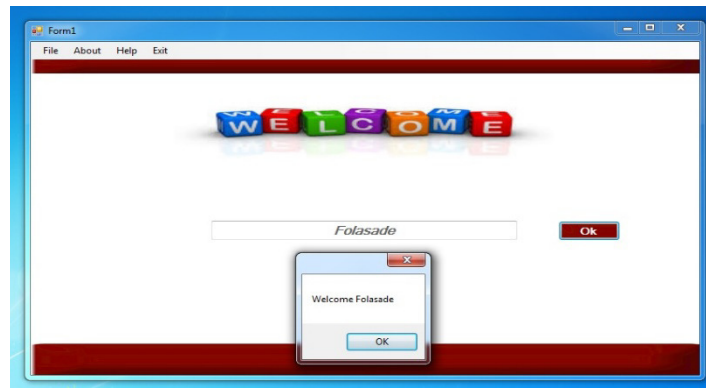 Form1
File About Help Exit
WELCOME
Folasade Ok
Welcome Folasade
OK